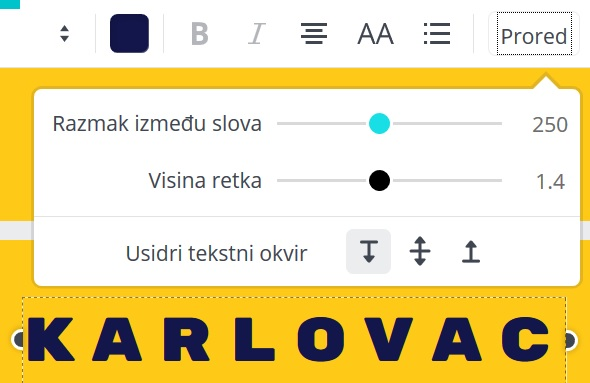 B I AA Prored
Razmak između slova 250
Visina retka 1.4
Usidri tekstni okvir
KARLOVAC